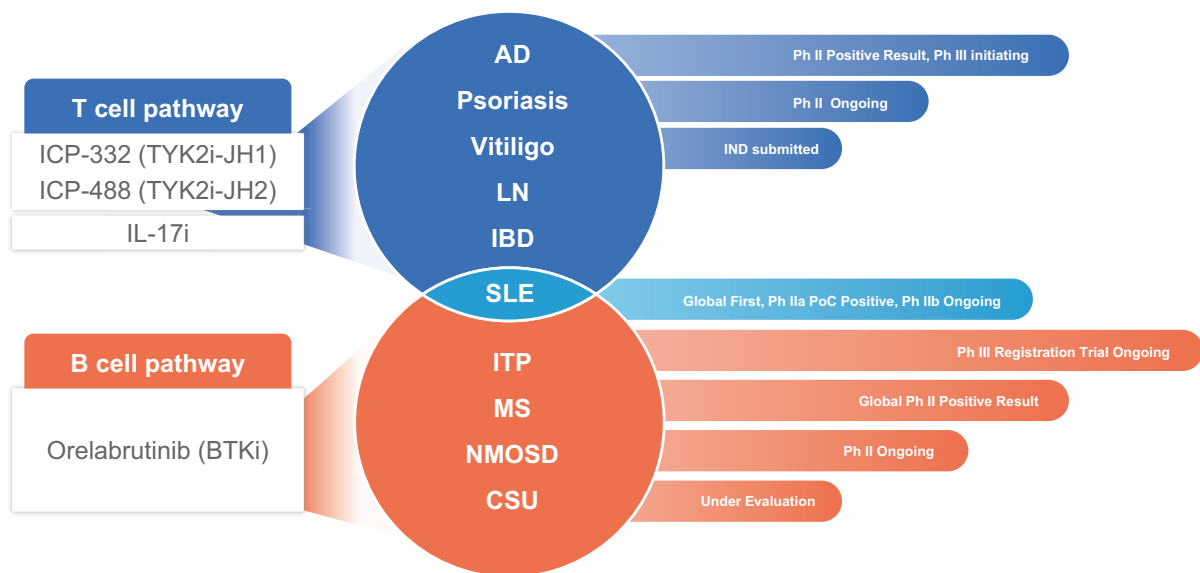 T cell pathway
ICP-332 (TYK2i-JH1)
ICP-488 (TYK2i-JH2)
IL-17i
AD
Psoriasis
Vitiligo
LN
IBD
SLE
Ph II Positive Result, Ph III initiating
Ph II Ongoing
IND submitted
Global First, Ph IIa PoC Positive, Ph IIb Ongoing
B cell pathway
Orelabrutinib (BTKi)
ITP
MS
NMOSD
CSU
Ph III Registration Trial Ongoing
Global Ph II Positive Result
Ph II Ongoing
Under Evaluation